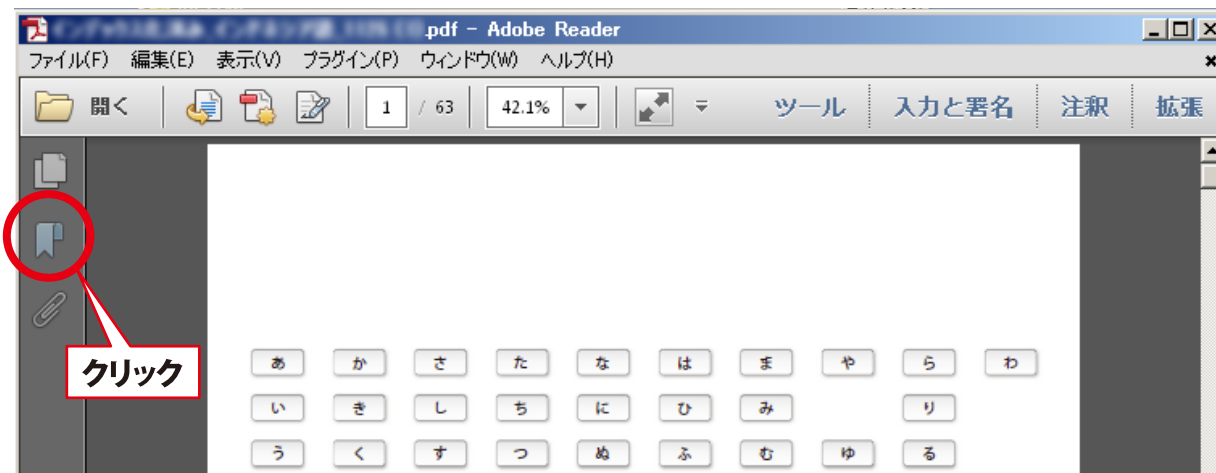 .pdf - Adobe Reader
ファイル(F) 編集(E) 表示(V) プラグイン(P) ウィンドウ(W) ヘルプ(H)
開く 1 / 63 42.1% ツール 入力と署名 注釈 拡張
クリック
あ か さ た な は ま や ら わ
い き し ち に ひ み り
う く す つ ぬ ふ む ゆ る